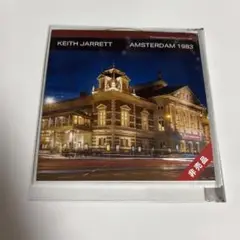 KEITH JARRETT AMSTERDAM 1983
非売品